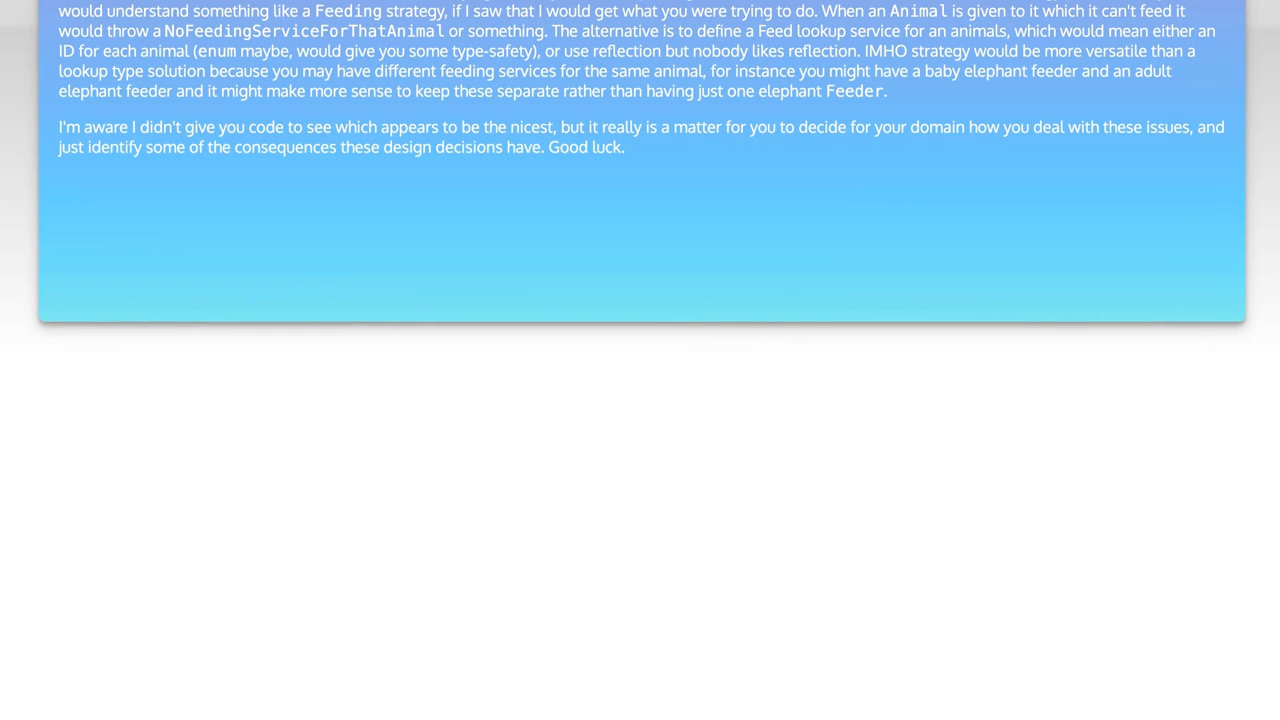 would understand something like a Feeding strategy, if I saw that I would get what you were trying to do. When an Animal is given to it which it can't feed it
would throw a NoFeedingServiceForThatAnimal or something. The alternative is to define a Feed lookup service for an animals, which would mean either an
ID for each animal (enum maybe, would give you some type-safety), or use reflection but nobody likes reflection. IMHO strategy would be more versatile than a
lookup type solution because you may have different feeding services for the same animal, for instance you might have a baby elephant feeder and an adult
elephant feeder and it might make more sense to keep these separate rather than having just one elephant Feeder.
I'm aware I didn't give you code to see which appears to be the nicest, but it really is a matter for you to decide for your domain how you deal with these issues, and
just identify some of the consequences these design decisions have. Good luck.